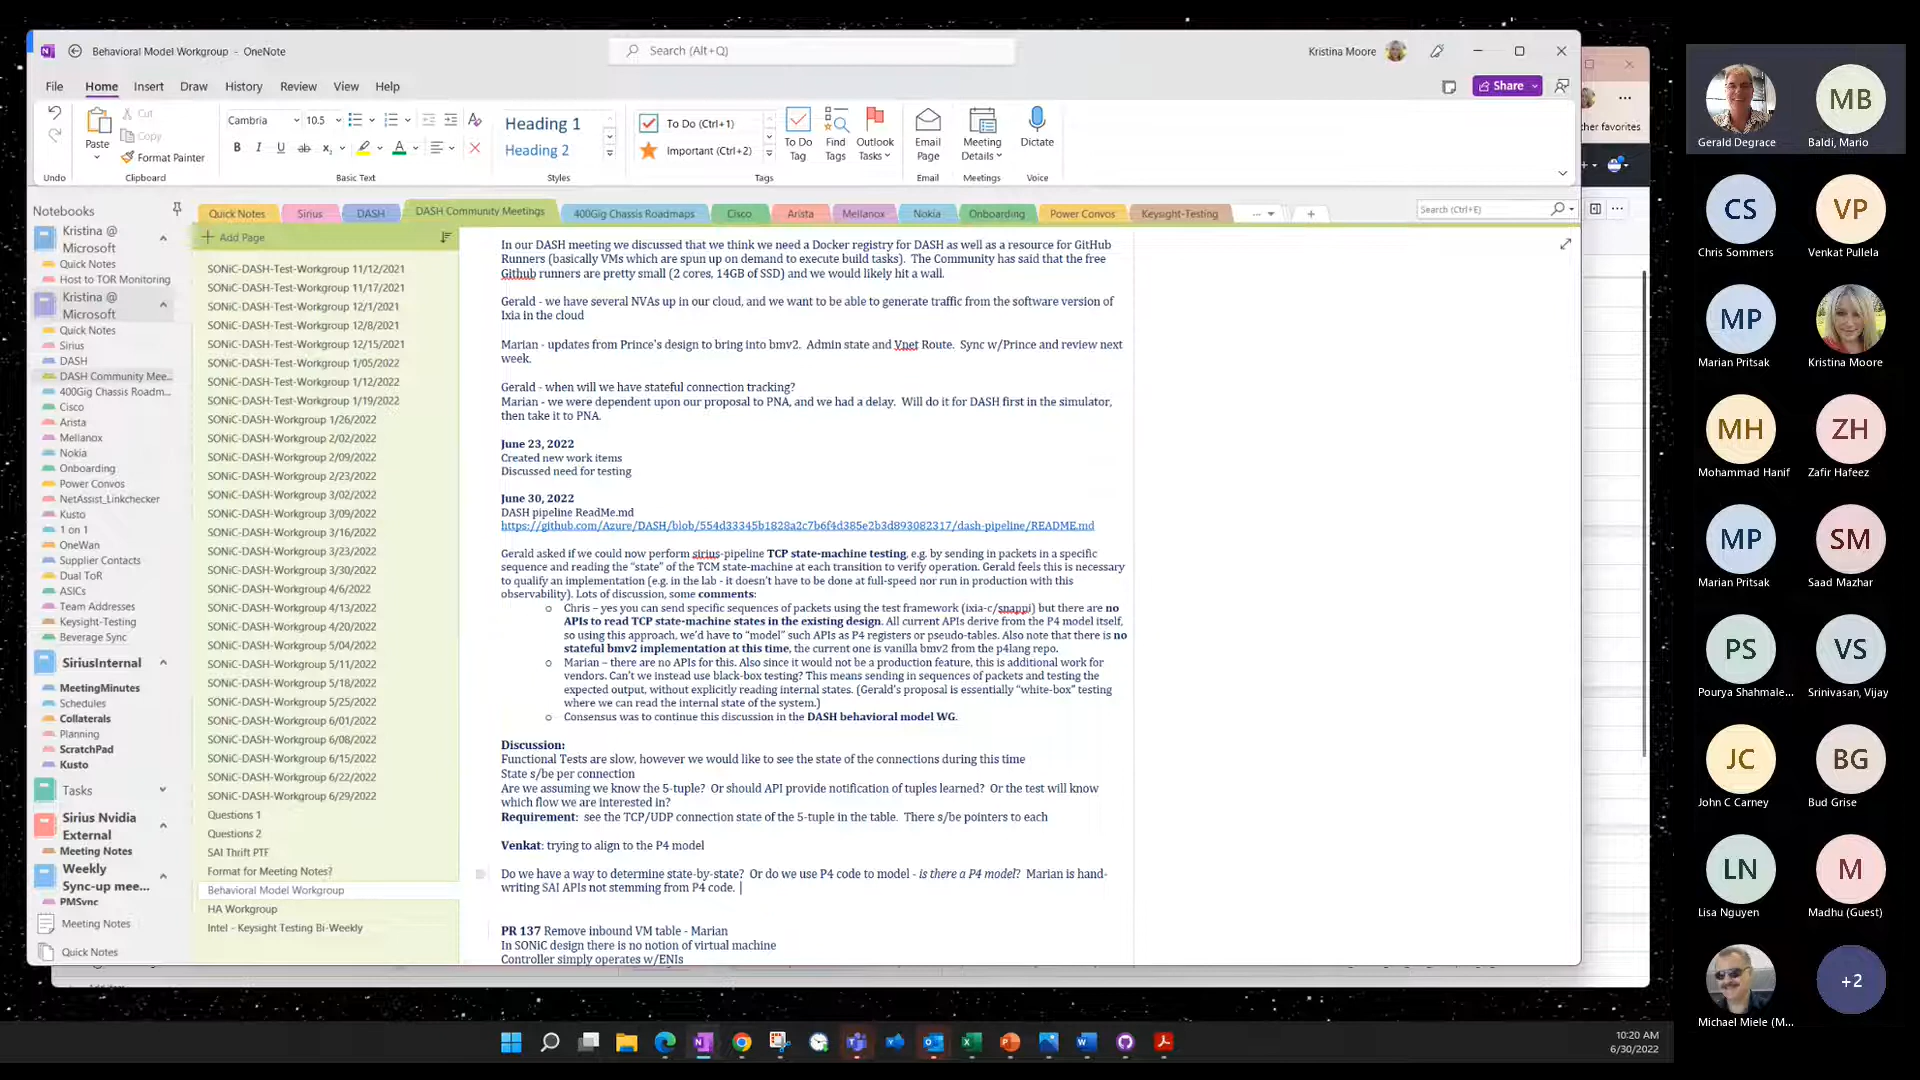 Behavioral Model Workgroup - OneNote
Search (Alt+Q)
Kristina Moore
File Home Insert Draw History Review View Help
Share
Paste
Cut
Copy
Format Painter
Cambria 10.5
Heading 1
Heading 2
To Do (Ctrl+1)
Important (Ctrl+2)
To Do Tag
Find Tags
Outlook Tasks
Email Page
Meeting Details
Dictate
Undo Clipboard Basic Text Styles Tags Email Meetings Voice
ther favorites
Notebooks
Quick Notes Sirius DASH DASH Community Meetings 400Gig Chassis Roadmaps Cisco Arista Mellanox Nokia Onboarding Power Convos Keysight-Testing
Search (Ctrl+E)
Kristina @ Microsoft
Quick Notes
Host to TOR Monitoring
Kristina @ Microsoft
Quick Notes
Sirius
DASH
DASH Community Mee...
400Gig Chassis Roadm...
Cisco
Arista
Mellanox
Nokia
Onboarding
Power Convos
NetAssist_Linkchecker
Kusto
1 on 1
OneWan
Supplier Contacts
Dual ToR
ASICs
Team Addresses
Keysight-Testing
Beverage Sync
SiriusInternal
MeetingMinutes
Schedules
Collaterals
Planning
ScratchPad
Kusto
Tasks
Sirius Nvidia External
Meeting Notes
Weekly Sync-up mee...
PMSync
Meeting Notes
Quick Notes
Add Page
SONiC-DASH-Test-Workgroup 11/12/2021
SONiC-DASH-Test-Workgroup 11/17/2021
SONiC-DASH-Test-Workgroup 12/1/2021
SONiC-DASH-Test-Workgroup 12/8/2021
SONiC-DASH-Test-Workgroup 12/15/2021
SONiC-DASH-Test-Workgroup 1/05/2022
SONiC-DASH-Test-Workgroup 1/12/2022
SONiC-DASH-Test-Workgroup 1/19/2022
SONiC-DASH-Workgroup 1/26/2022
SONiC-DASH-Workgroup 2/02/2022
SONiC-DASH-Workgroup 2/09/2022
SONiC-DASH-Workgroup 2/23/2022
SONiC-DASH-Workgroup 3/02/2022
SONiC-DASH-Workgroup 3/09/2022
SONiC-DASH-Workgroup 3/16/2022
SONiC-DASH-Workgroup 3/23/2022
SONiC-DASH-Workgroup 3/30/2022
SONiC-DASH-Workgroup 4/6/2022
SONiC-DASH-Workgroup 4/13/2022
SONiC-DASH-Workgroup 4/20/2022
SONiC-DASH-Workgroup 5/04/2022
SONiC-DASH-Workgroup 5/11/2022
SONiC-DASH-Workgroup 5/18/2022
SONiC-DASH-Workgroup 5/25/2022
SONiC-DASH-Workgroup 6/01/2022
SONiC-DASH-Workgroup 6/08/2022
SONiC-DASH-Workgroup 6/15/2022
SONiC-DASH-Workgroup 6/22/2022
SONiC-DASH-Workgroup 6/29/2022
Questions 1
Questions 2
SAI Thrift PTF
Format for Meeting Notes?
Behavioral Model Workgroup
HA Workgroup
Intel - Keysight Testing Bi-Weekly
In our DASH meeting we discussed that we think we need a Docker registry for DASH as well as a resource for GitHub
Runners (basically VMs which are spun up on demand to execute build tasks). The Community has said that the free
Github runners are pretty small (2 cores, 14GB of SSD) and we would likely hit a wall.
Gerald - we have several NVAs up in our cloud, and we want to be able to generate traffic from the software version of
Ixia in the cloud
Marian - updates from Prince's design to bring into bmv2. Admin state and Vnet Route. Sync w/Prince and review next
week.
Gerald - when will we have stateful connection tracking?
Marian - we were dependent upon our proposal to PNA, and we had a delay. Will do it for DASH first in the simulator,
then take it to PNA.
June 23, 2022
Created new work items
Discussed need for testing
June 30, 2022
DASH pipeline ReadMe.md
https://github.com/Azure/DASH/blob/554d33345b1828a2c7b6f4d385e2b3d893082317/dash-pipeline/README.md
Gerald asked if we could now perform sirius-pipeline TCP state-machine testing, e.g. by sending in packets in a specific
sequence and reading the "state" of the TCM state-machine at each transition to verify operation. Gerald feels this is necessary
to qualify an implementation (e.g. in the lab - it doesn't have to be done at full-speed nor run in production with this
observability). Lots of discussion, some comments:
o Chris – yes you can send specific sequences of packets using the test framework (ixia-c/snappi) but there are no
APIs to read TCP state-machine states in the existing design. All current APIs derive from the P4 model itself,
so using this approach, we'd have to "model" such APIs as P4 registers or pseudo-tables. Also note that there is no
stateful bmv2 implementation at this time, the current one is vanilla bmv2 from the p4lang repo.
o Marian – there are no APIs for this. Also since it would not be a production feature, this is additional work for
vendors. Can't we instead use black-box testing? This means sending in sequences of packets and testing the
expected output, without explicitly reading internal states. (Gerald's proposal is essentially "white-box" testing
where we can read the internal state of the system.)
o Consensus was to continue this discussion in the DASH behavioral model WG.
Discussion:
Functional Tests are slow, however we would like to see the state of the connections during this time
State s/be per connection
Are we assuming we know the 5-tuple? Or should API provide notification of tuples learned? Or the test will know
which flow we are interested in?
Requirement: see the TCP/UDP connection state of the 5-tuple in the table. There s/be pointers to each
Venkat: trying to align to the P4 model
Do we have a way to determine state-by-state? Or do we use P4 code to model - is there a P4 model? Marian is hand-
writing SAI APIs not stemming from P4 code.
PR 137 Remove inbound VM table - Marian
In SONiC design there is no notion of virtual machine
Controller simply operates w/ENIs
10:20 AM
6/30/2022
Gerald Degrace
MB
Baldi, Mario
CS
Chris Sommers
VP
Venkat Pullela
MP
Marian Pritsak
Kristina Moore
MH
Mohammad Hanif
ZH
Zafir Hafeez
MP
Marian Pritsak
SM
Saad Mazhar
PS
Pourya Shahmale...
VS
Srinivasan, Vijay
JC
John C Carney
BG
Bud Grise
LN
Lisa Nguyen
M
Madhu (Guest)
Michael Miele (M...
+2